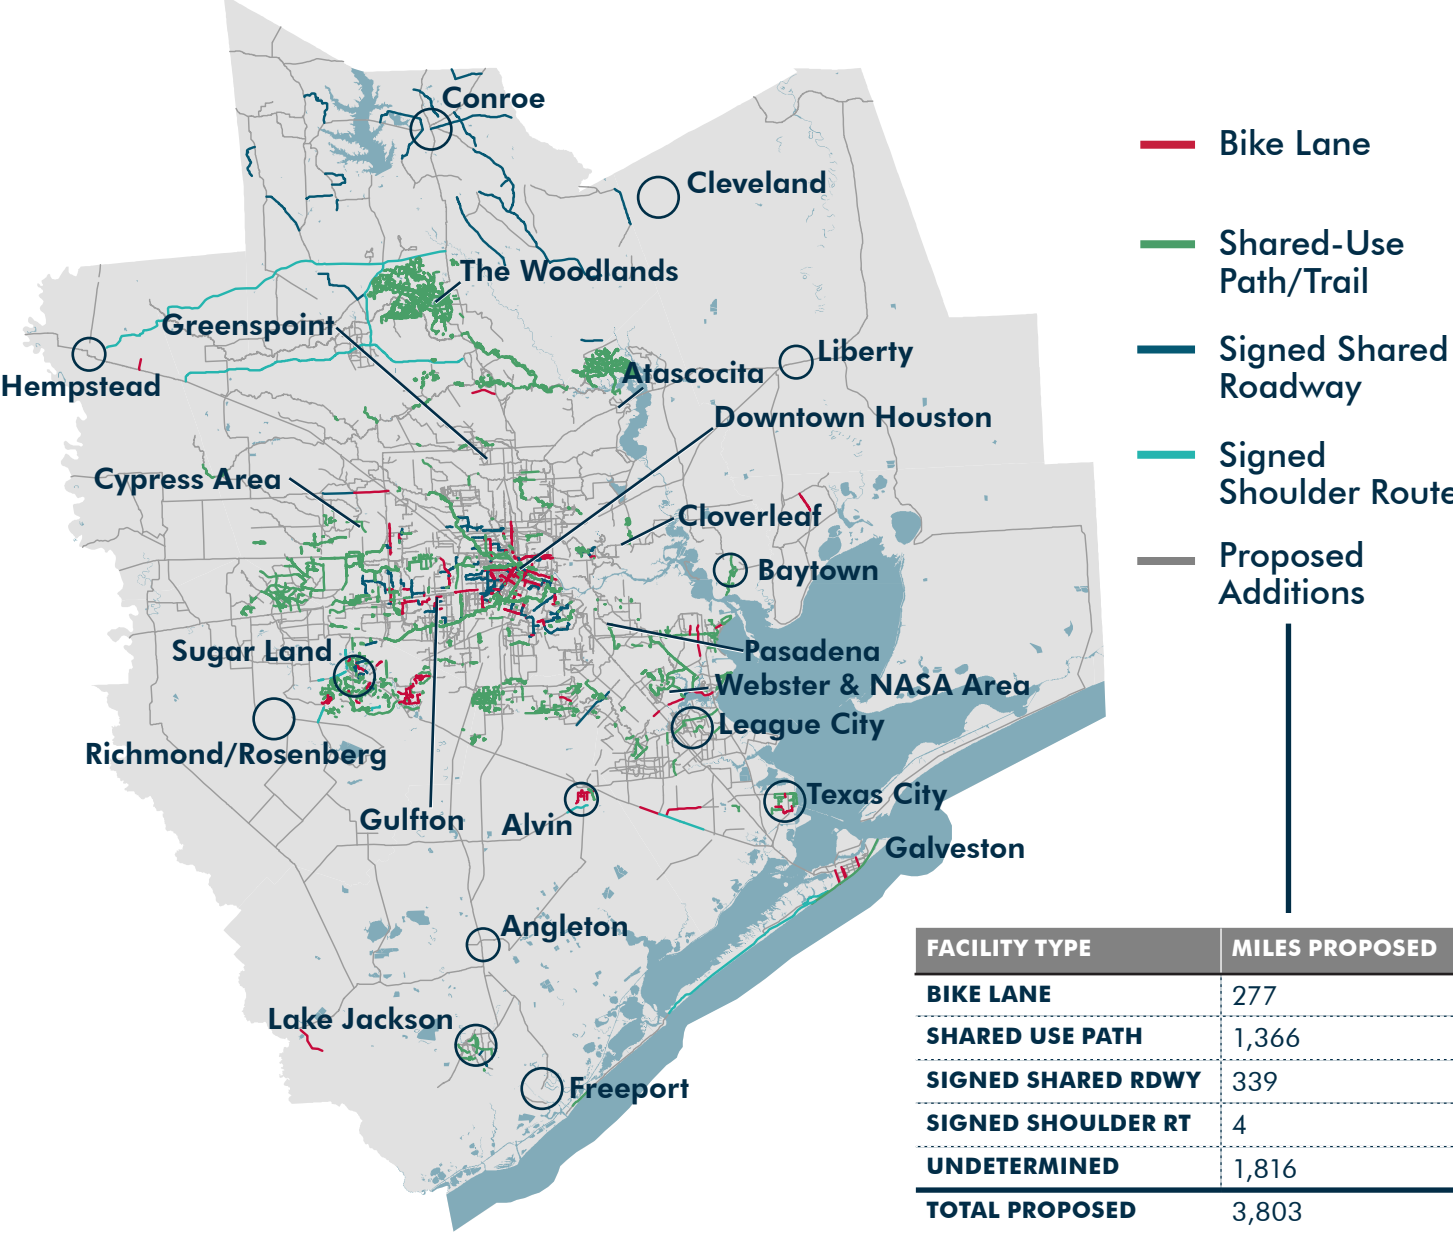 Conroe
Cleveland
The Woodlands
Greenspoint
Liberty
Hempstead
Atascocita
Downtown Houston
Cypress Area
Cloverleaf
Baytown
Sugar Land
Pasadena
Webster & NASA Area
League City
Richmond/Rosenberg
Texas City
Gulfton
Alvin
Galveston
Angleton
Lake Jackson
Freeport
Bike Lane
Shared-Use
Path/Trail
Signed Shared
Roadway
Signed
Shoulder Route
Proposed
Additions
FACILITY TYPE MILES PROPOSED
BIKE LANE 277
SHARED USE PATH 1,366
SIGNED SHARED RDWY 339
SIGNED SHOULDER RT 4
UNDETERMINED 1,816
TOTAL PROPOSED 3,803